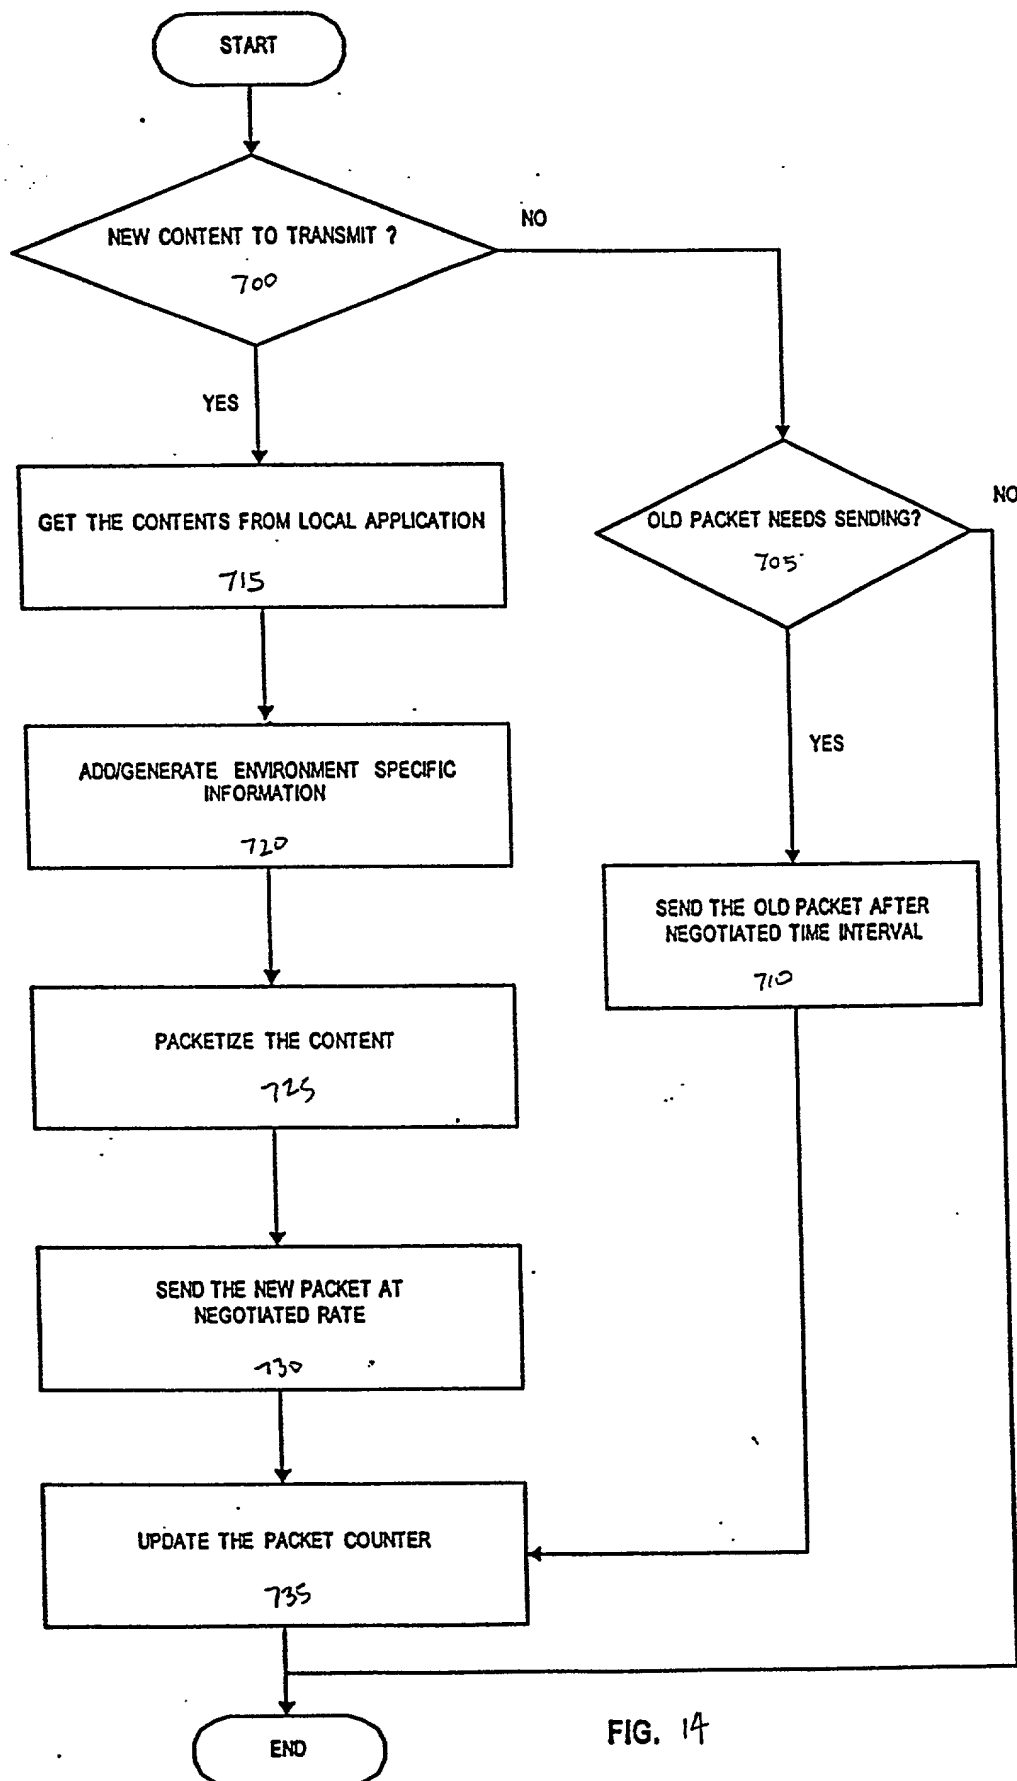 START
NEW CONTENT TO TRANSMIT ?
700
NO
YES
GET THE CONTENTS FROM LOCAL APPLICATION
715
OLD PACKET NEEDS SENDING?
705
NO
YES
ADD/GENERATE ENVIRONMENT SPECIFIC
INFORMATION
720
SEND THE OLD PACKET AFTER
NEGOTIATED TIME INTERVAL
710
PACKETIZE THE CONTENT
725
SEND THE NEW PACKET AT
NEGOTIATED RATE
730
UPDATE THE PACKET COUNTER
735
END
FIG. 14